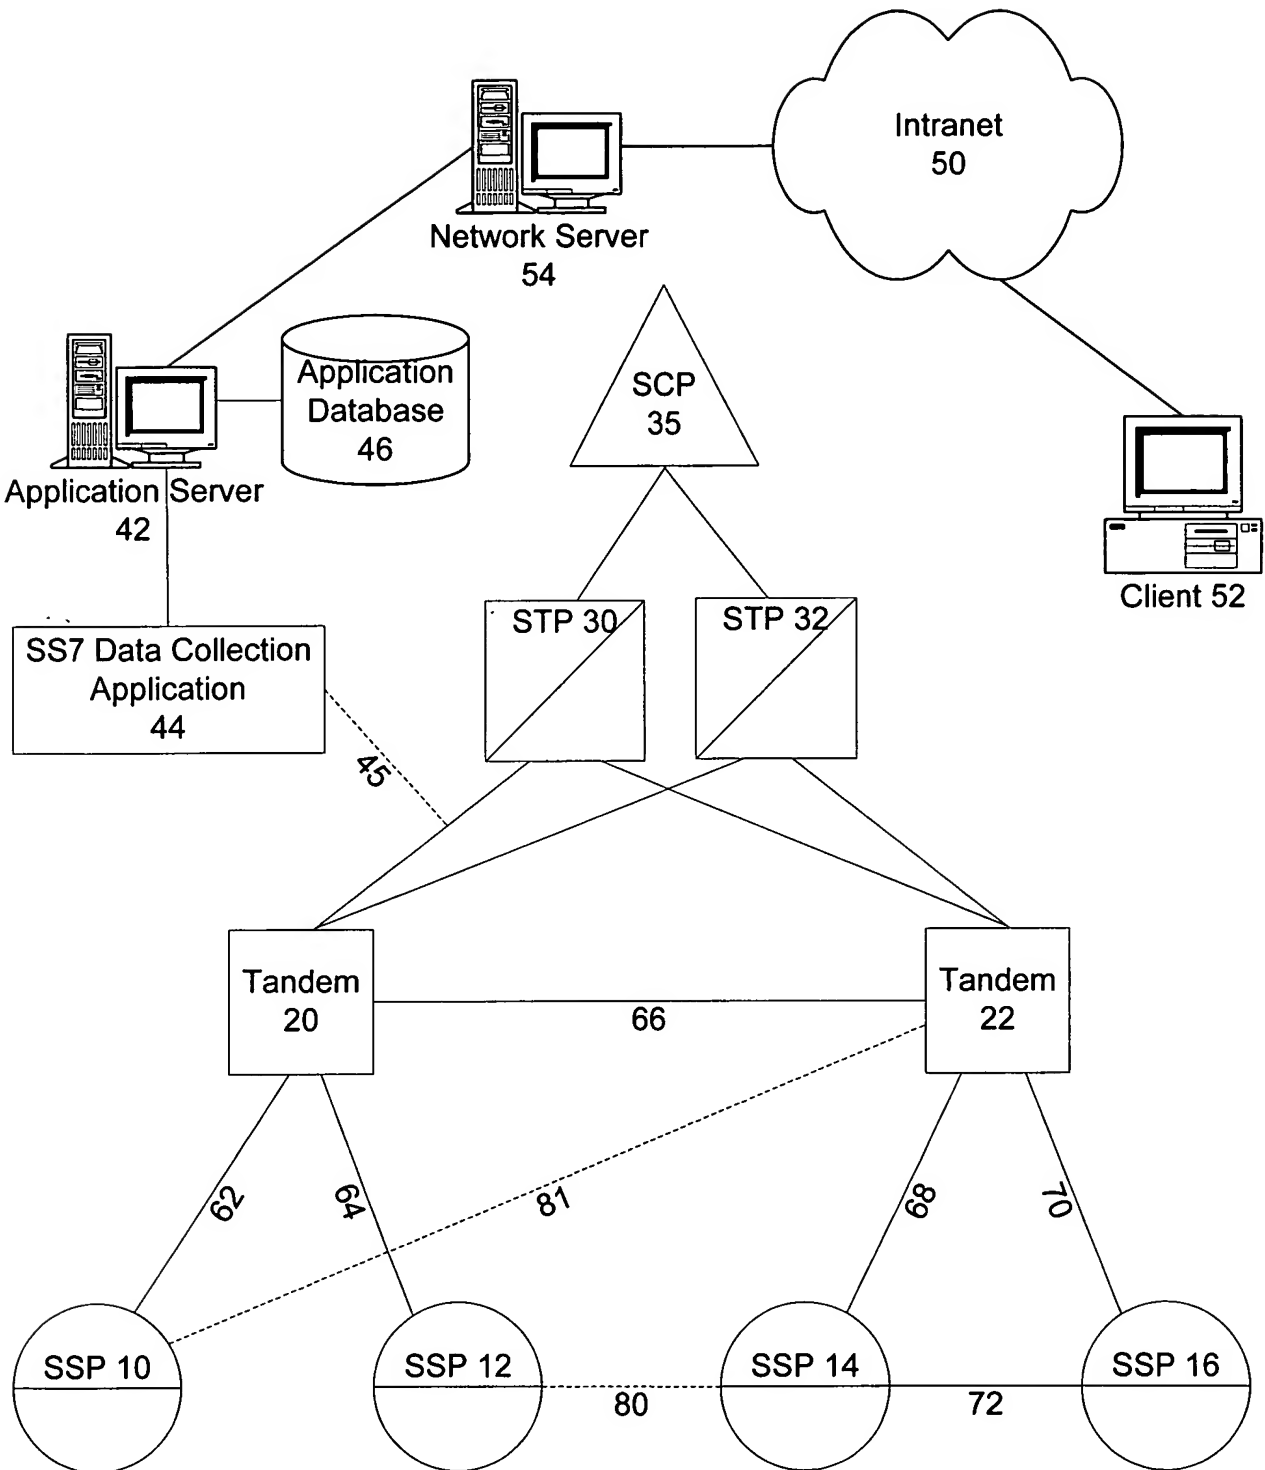 Intranet
50
Network Server
54
Application
Database
46
SCP
35
Application Server
42
Client 52
STP 30
STP 32
SS7 Data Collection
Application
44
45
Tandem
20
Tandem
22
66
62
64
81
68
70
SSP 10
SSP 12
SSP 14
SSP 16
80
72